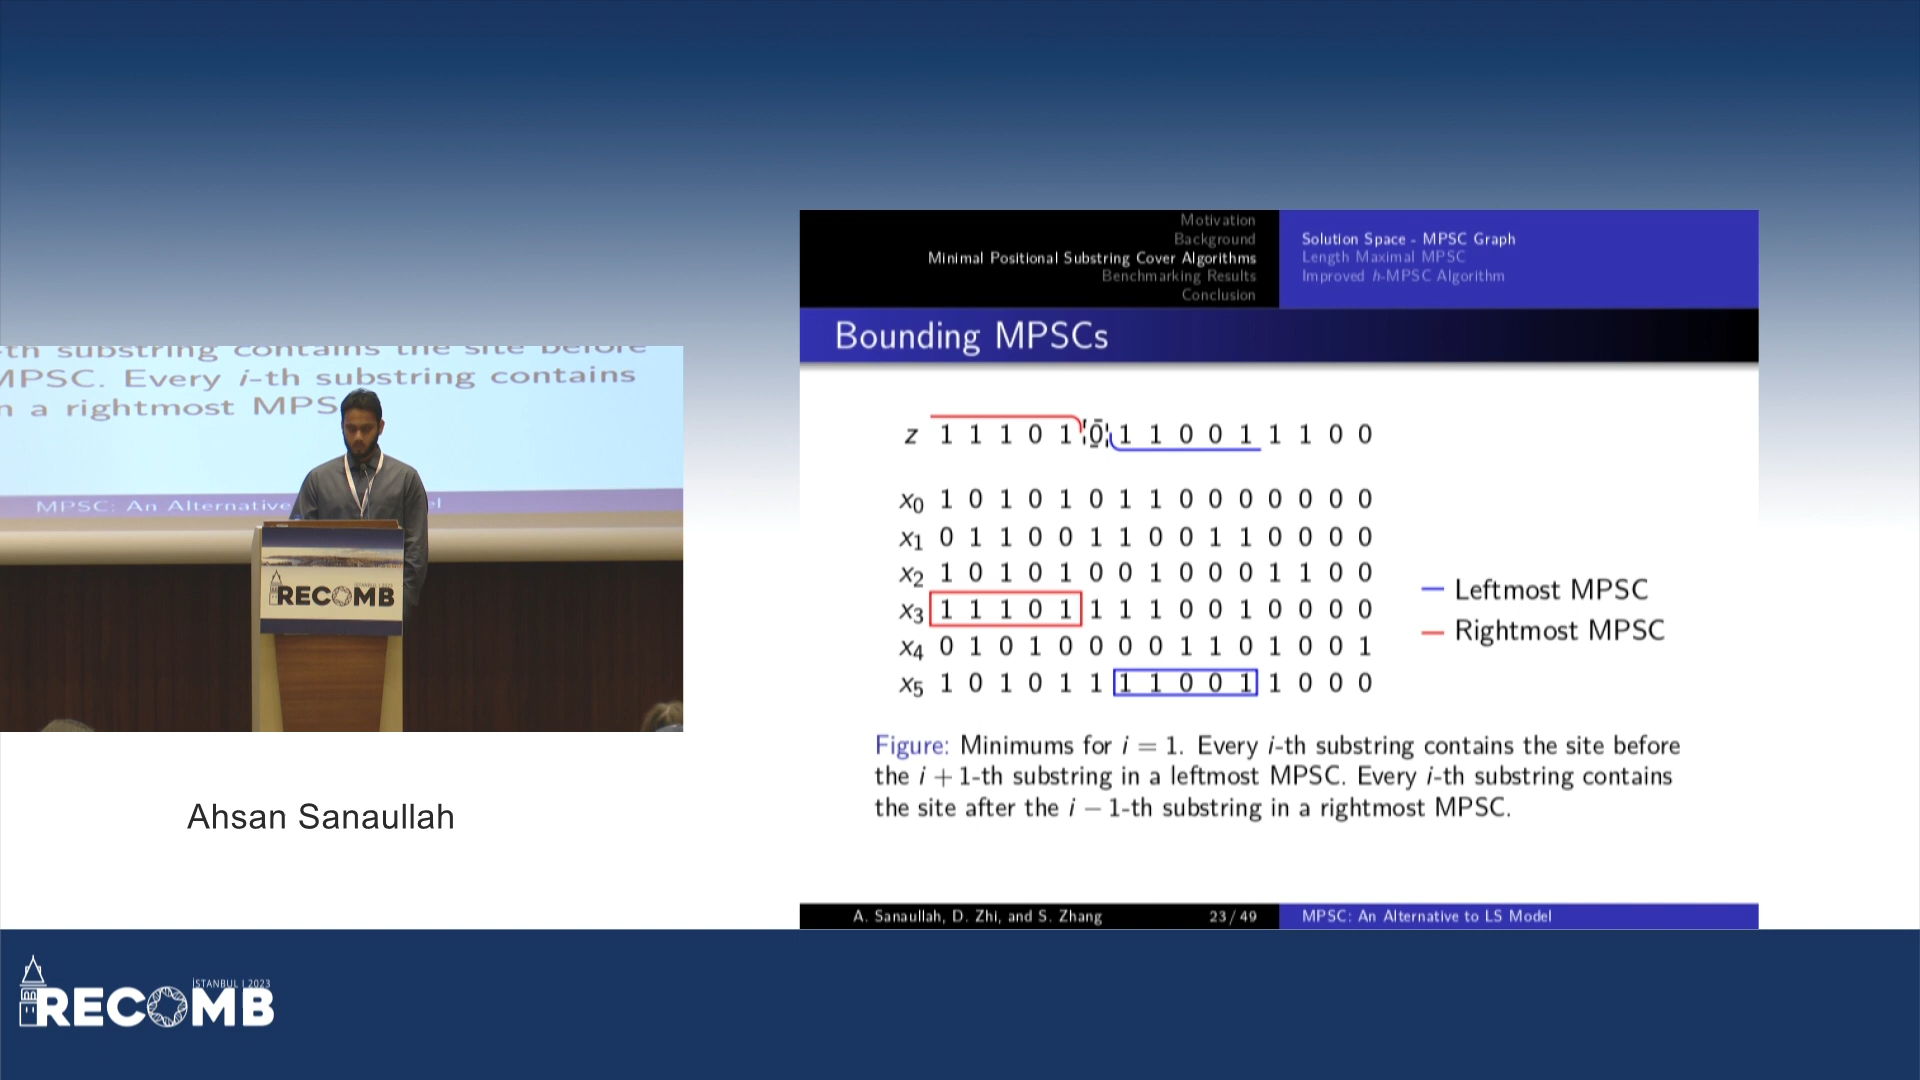 Motivation
Background
Minimal Positional Substring Cover Algorithms
Benchmarking Results
Conclusion
Solution Space - MPSC Graph
Length Maximal MPSC
Improved h-MPSC Algorithm
Bounding MPSCs
z 1 1 1 0 1 0 1 1 0 0 1 1 1 0 0
x0 1 0 1 0 1 0 1 1 0 0 0 0 0 0 0
x1 0 1 1 0 0 1 1 0 0 1 1 0 0 0 0
x2 1 0 1 0 1 0 0 1 0 0 0 1 1 0 0
x3 1 1 1 0 1 1 1 1 0 0 1 0 0 0 0
x4 0 1 0 1 0 0 0 0 1 1 0 1 0 0 1
x5 1 0 1 0 1 1 1 1 0 0 1 1 0 0 0
Leftmost MPSC
Rightmost MPSC
Figure: Minimums for i = 1. Every i-th substring contains the site before
the i + 1-th substring in a leftmost MPSC. Every i-th substring contains
the site after the i − 1-th substring in a rightmost MPSC.
A. Sanaullah, D. Zhi, and S. Zhang 23 / 49 MPSC: An Alternative to LS Model
-th substring contains the site before
MPSC. Every i-th substring contains
n a rightmost MPS
MPSC: An Alternative l
RECOMB
Ahsan Sanaullah
İSTANBUL | 2023
RECOMB